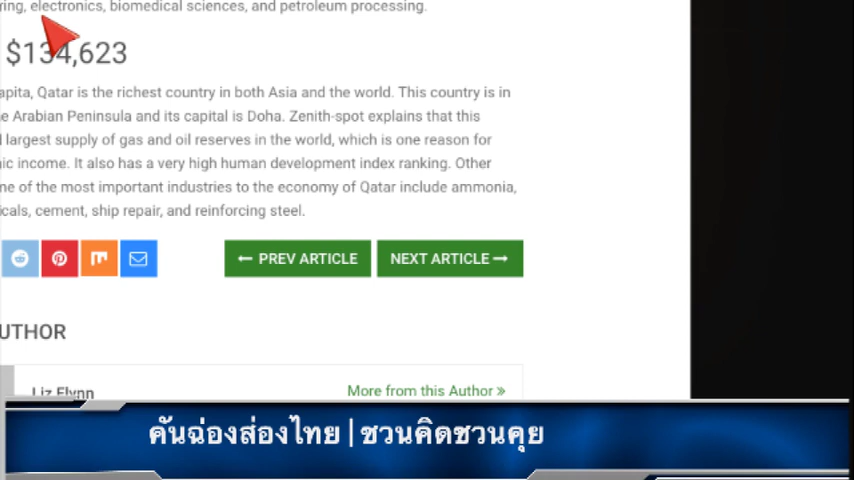 electronics, biomedical sciences, and petroleum processing.
$134,623
Qatar is the richest country in both Asia and the world. This country is in
Arabian Peninsula and its capital is Doha. Zenith-spot explains that this
largest supply of gas and oil reserves in the world, which is one reason for
income. It also has a very high human development index ranking. Other
of the most important industries to the economy of Qatar include ammonia,
cement, ship repair, and reinforcing steel.
← PREV ARTICLE NEXT ARTICLE →
UTHOR
Liz Flynn More from this Author »
คันฉ่องส่องไทย | ชวนคิดชวนคุย